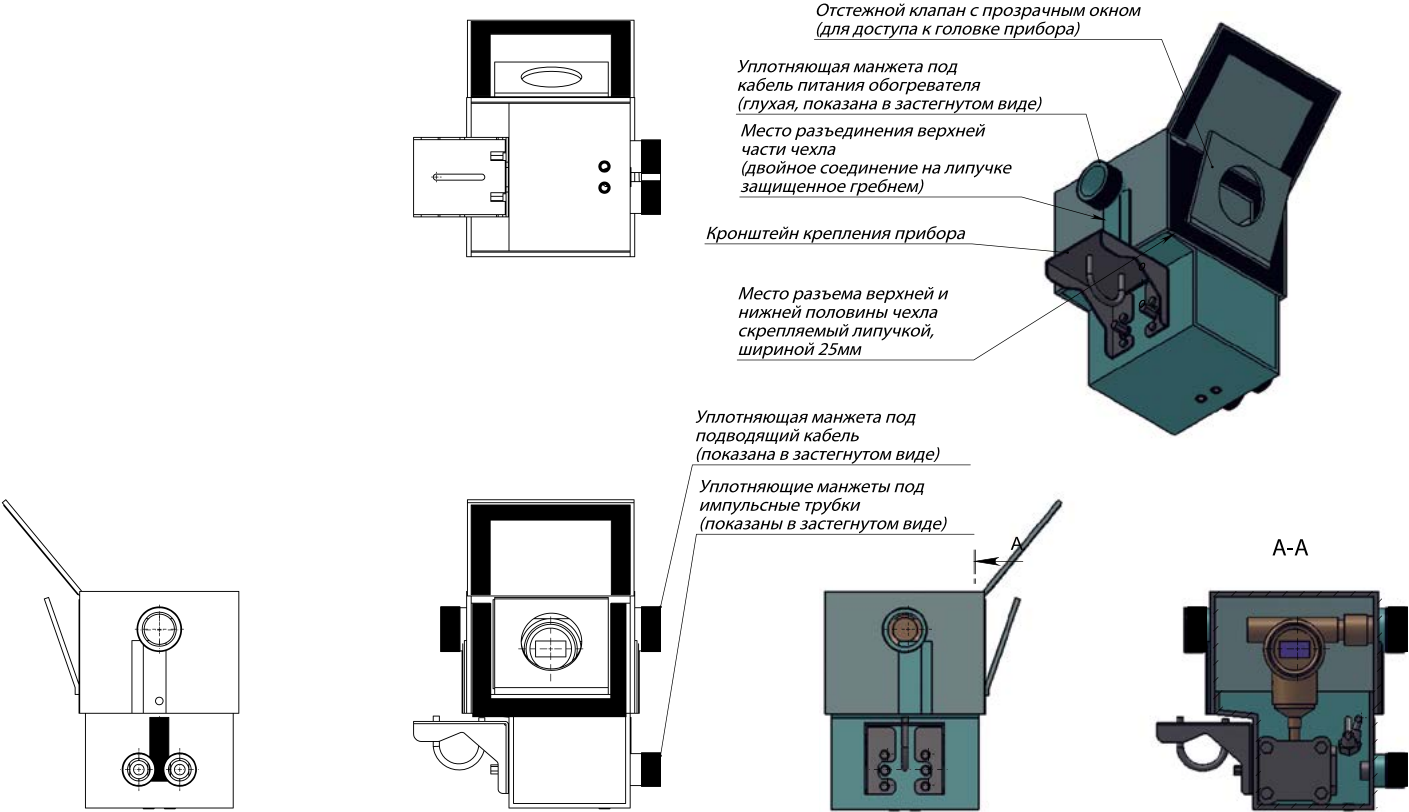 Отстежной клапан с прозрачным окном
(для доступа к головке прибора)
Уплотняющая манжета под
кабель питания обогревателя
(глухая, показана в застегнутом виде)
Место разъединения верхней
части чехла
(двойное соединение на липучке
защищенное гребнем)
Кронштейн крепления прибора
Место разъема верхней и
нижней половины чехла
скрепляемый липучкой,
шириной 25мм
Уплотняющая манжета под
подводящий кабель
(показана в застегнутом виде)
Уплотняющие манжеты под
импульсные трубки
(показаны в застегнутом виде)
А
А-А